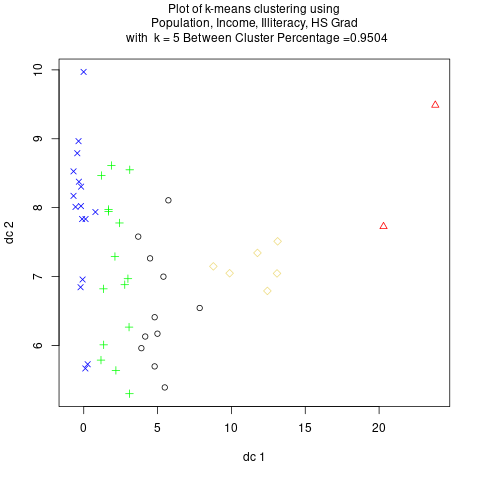 Plot of k-means clustering using
Population, Income, Illiteracy, HS Grad
with k = 5 Between Cluster Percentage =0.9504
10
9
8
7
6
dc 2
0 5 10 15 20
dc 1